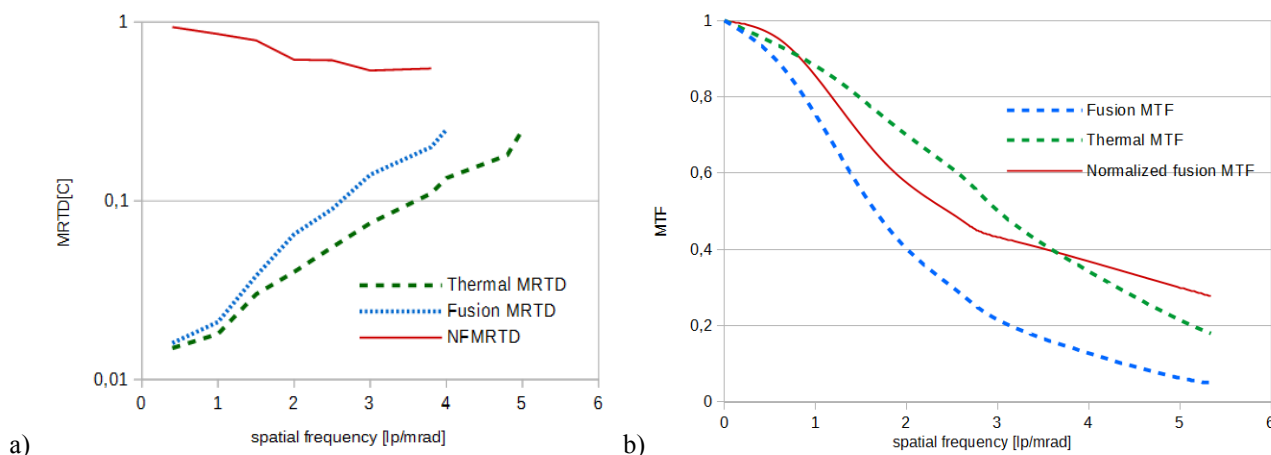 1
0,1
0,01
MRTD[C]
0 1 2 3 4 5 6
spatial frequency [lp/mrad]
Thermal MRTD
Fusion MRTD
NFMRTD
a)
1
0,8
0,6
0,4
0,2
0
MTF
0 1 2 3 4 5 6
spatial frequency [lp/mrad]
Fusion MTF
Thermal MTF
Normalized fusion MTF
b)